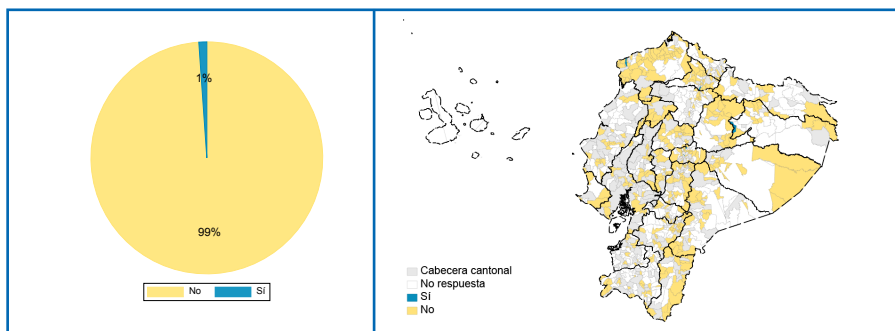 1%
99%
No Sí
Cabecera cantonal
No respuesta
Sí
No